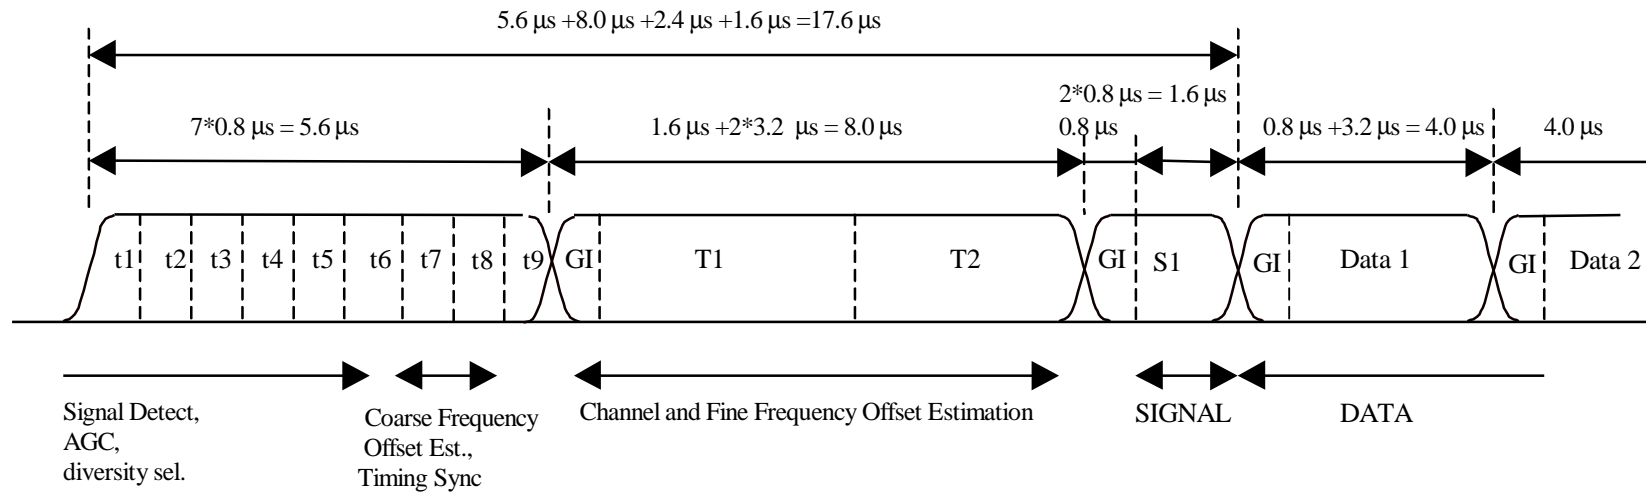 5.6 µs +8.0 µs +2.4 µs +1.6 µs =17.6 µs
2*0.8 µs = 1.6 µs
7*0.8 µs = 5.6 µs
1.6 µs +2*3.2 µs = 8.0 µs
0.8 µs
0.8 µs +3.2 µs = 4.0 µs
4.0 µs
t1 t2 t3 t4 t5 t6 t7 t8 t9 GI T1 T2 GI S1 GI Data 1 GI Data 2
Signal Detect,
AGC,
diversity sel.
Coarse Frequency
Offset Est.,
Timing Sync
Channel and Fine Frequency Offset Estimation
SIGNAL
DATA